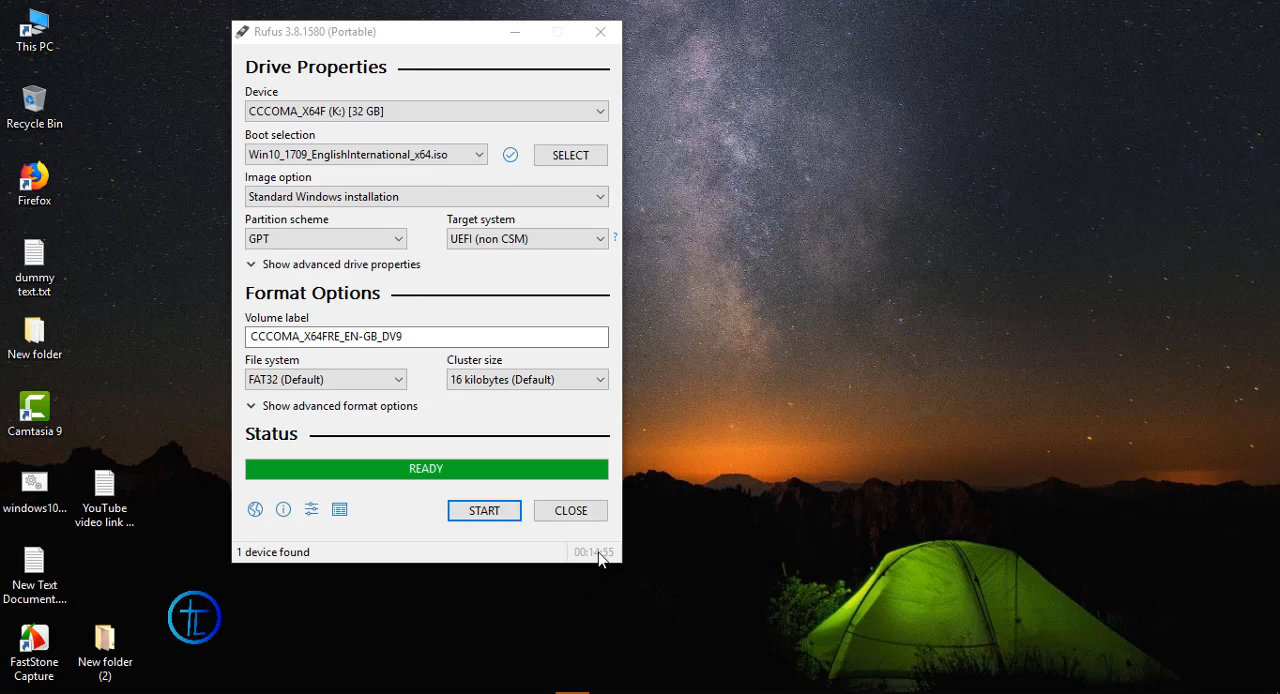 This PC
Recycle Bin
Firefox
dummy
text.txt
New folder
Camtasia 9
windows10...
YouTube
video link ...
New Text
Document....
FastStone
Capture
New folder
(2)
Rufus 3.8.1580 (Portable)
Drive Properties
Device
CCCOMA_X64F (K:) [32 GB]
Boot selection
Win10_1709_EnglishInternational_x64.iso
SELECT
Image option
Standard Windows installation
Partition scheme
Target system
GPT
UEFI (non CSM)
?
Show advanced drive properties
Format Options
Volume label
CCCOMA_X64FRE_EN-GB_DV9
File system
Cluster size
FAT32 (Default)
16 kilobytes (Default)
Show advanced format options
Status
READY
START
CLOSE
1 device found